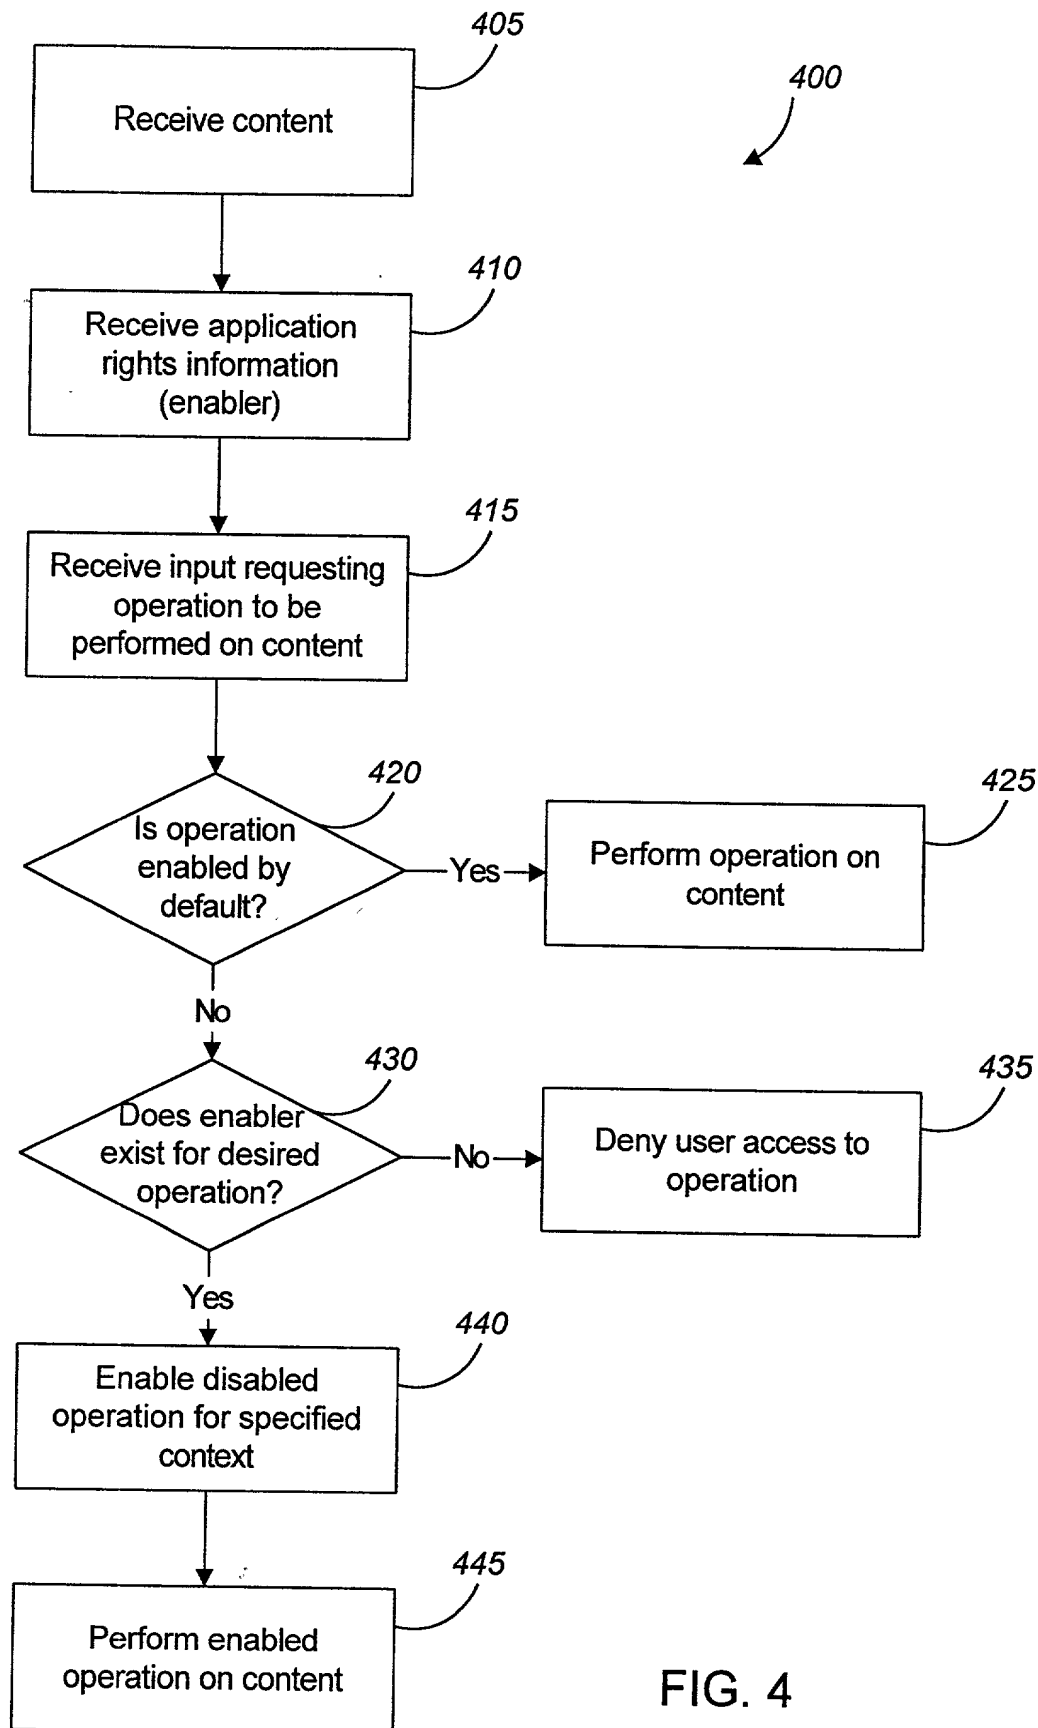 405
Receive content
400
410
Receive application
rights information
(enabler)
415
Receive input requesting
operation to be
performed on content
420
Is operation
enabled by
default?
Yes
425
Perform operation on
content
No
430
Does enabler
exist for desired
operation?
No
435
Deny user access to
operation
Yes
440
Enable disabled
operation for specified
context
445
Perform enabled
operation on content
FIG. 4